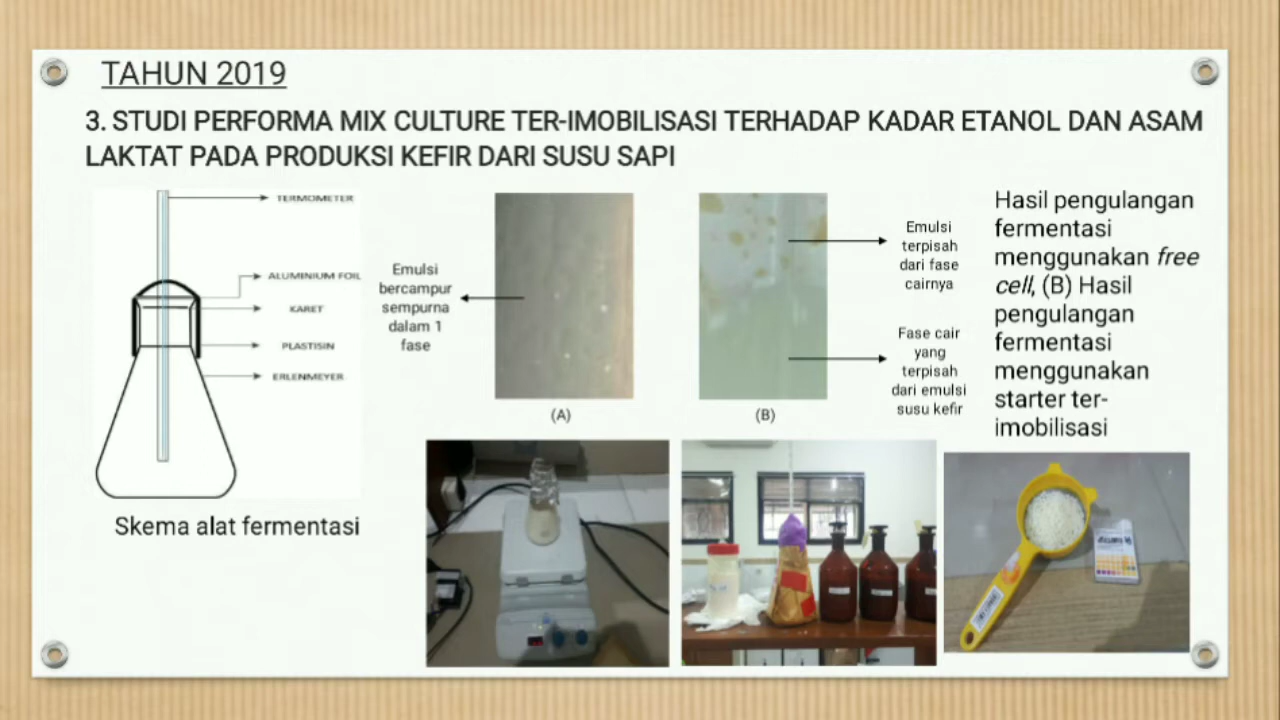 TAHUN 2019
3. STUDI PERFORMA MIX CULTURE TER-IMOBILISASI TERHADAP KADAR ETANOL DAN ASAM
LAKTAT PADA PRODUKSI KEFIR DARI SUSU SAPI
TERMOMETER
ALUMINIUM FOIL
KARET
PLASTISIN
ERLENMEYER
Skema alat fermentasi
Emulsi
bercampur
sempurna
dalam 1
fase
(A)
(B)
Emulsi
terpisah
dari fase
cairnya
Fase cair
yang
terpisah
dari emulsi
susu kefir
Hasil pengulangan
fermentasi
menggunakan free
cell, (B) Hasil
pengulangan
fermentasi
menggunakan
starter ter-
imobilisasi